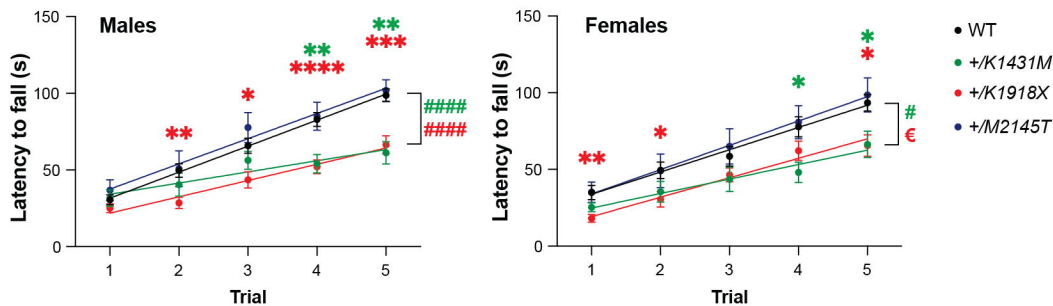 Males
Females
Latency to fall (s)
150
100
50
0
** 
*** 
** 
**** 
* 
** 
####
####
1 2 3 4 5
Trial
Latency to fall (s)
150
100
50
0
* 
* 
* 
* 
** 
#
€
1 2 3 4 5
Trial
WT
+/K1431M
+/K1918X
+/M2145T